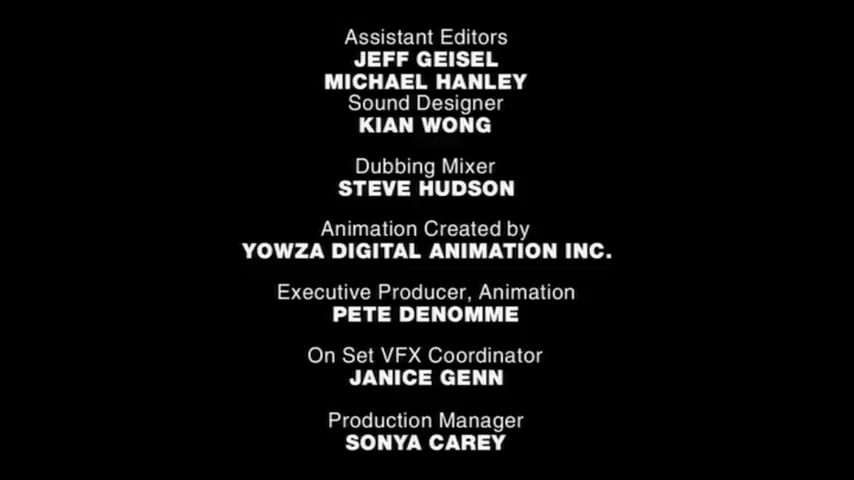 Assistant Editors
JEFF GEISEL
MICHAEL HANLEY
Sound Designer
KIAN WONG
Dubbing Mixer
STEVE HUDSON
Animation Created by
YOWZA DIGITAL ANIMATION INC.
Executive Producer, Animation
PETE DENOMME
On Set VFX Coordinator
JANICE GENN
Production Manager
SONYA CAREY